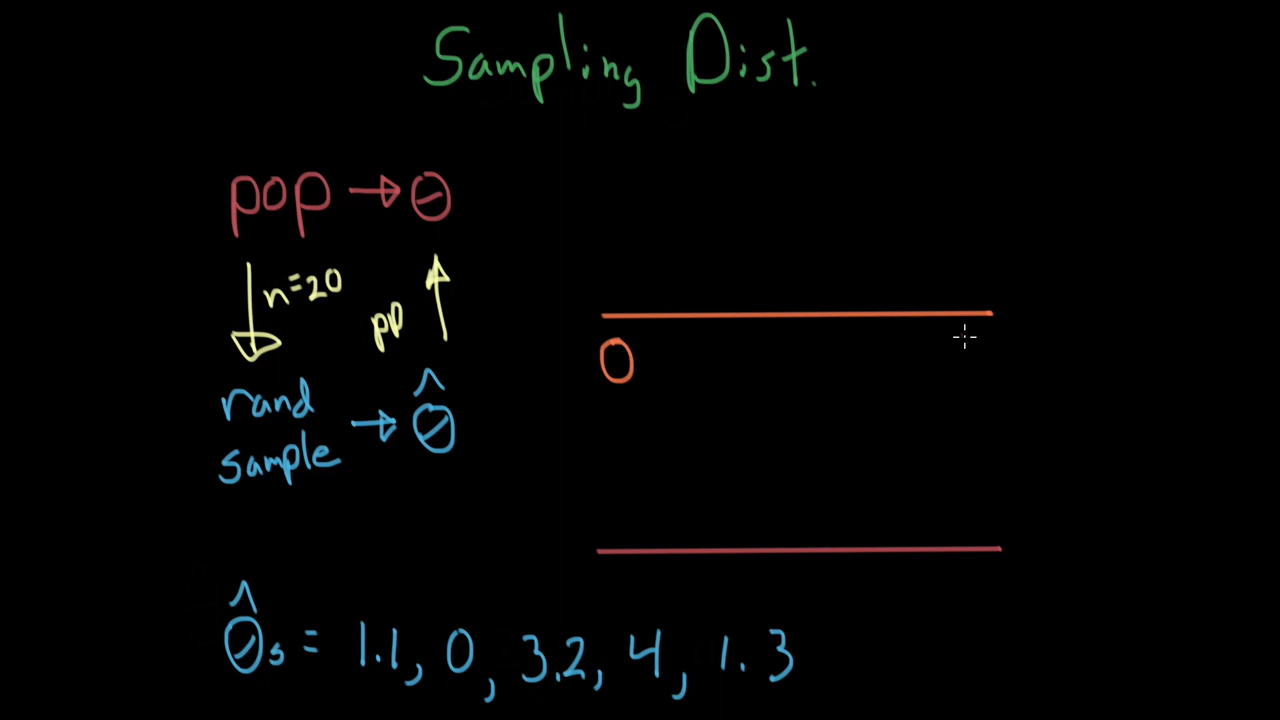 Sampling Dist.
pop → θ
n=20
pp
rand
sample → θ̂
0
θ̂s = 1.1, 0, 3.2, 4, 1.3